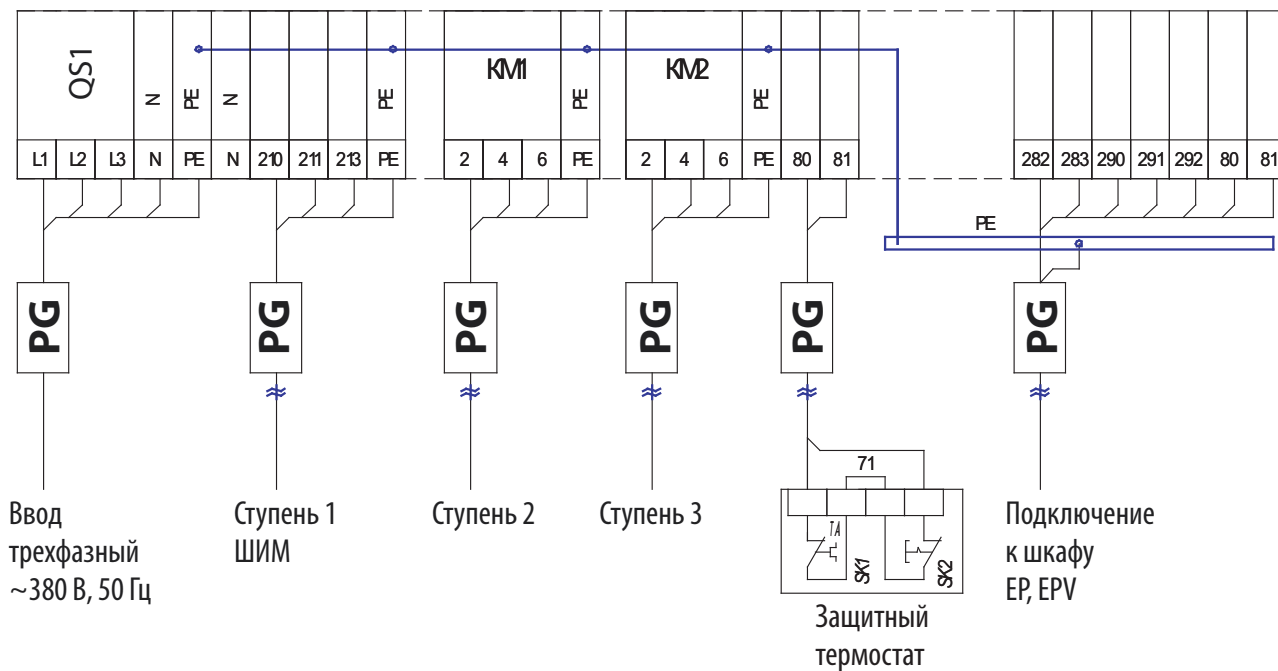 QS1 N PE N PE KM1 PE KM2 PE
L1 L2 L3 N PE N 210 211 213 PE 2 4 6 PE 2 4 6 PE 80 81 282 283 290 291 292 80 81
PE
PG PG PG PG PG PG
71
TA
SK1 SK2
Ввод
трехфазный
~380 В, 50 Гц
Ступень 1
ШИМ
Ступень 2
Ступень 3
Защитный
термостат
Подключение
к шкафу
EP, EPV